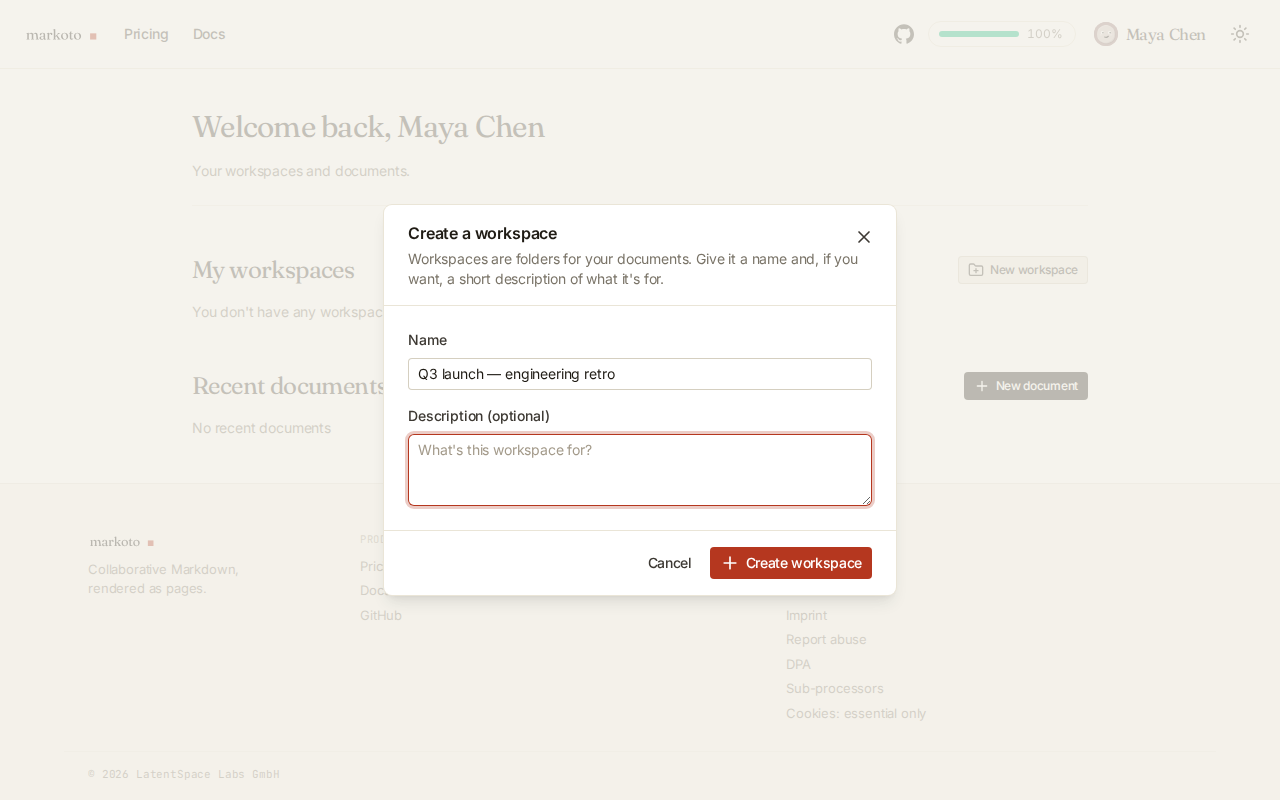 markoto
Pricing
Docs
100%
Maya Chen
Welcome back, Maya Chen
Your workspaces and documents.
Create a workspace
Workspaces are folders for your documents. Give it a name and, if you
want, a short description of what it's for.
My workspaces
New workspace
You don't have any workspac
Name
Q3 launch — engineering retro
Recent documents
New document
Description (optional)
No recent documents
What's this workspace for?
Cancel
Create workspace
markoto
Collaborative Markdown,
rendered as pages.
GitHub
Imprint
Report abuse
DPA
Sub-processors
Cookies: essential only
© 2026 LatentSpace Labs GmbH